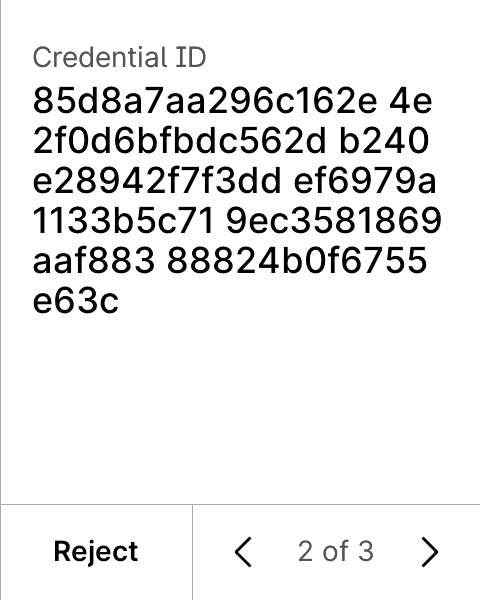 Credential ID
85d8a7aa296c162e 4e
2f0d6bfbdc562d b240
e28942f7f3dd ef6979a
1133b5c71 9ec3581869
aaf883 88824b0f6755
e63c
Reject
2 of 3